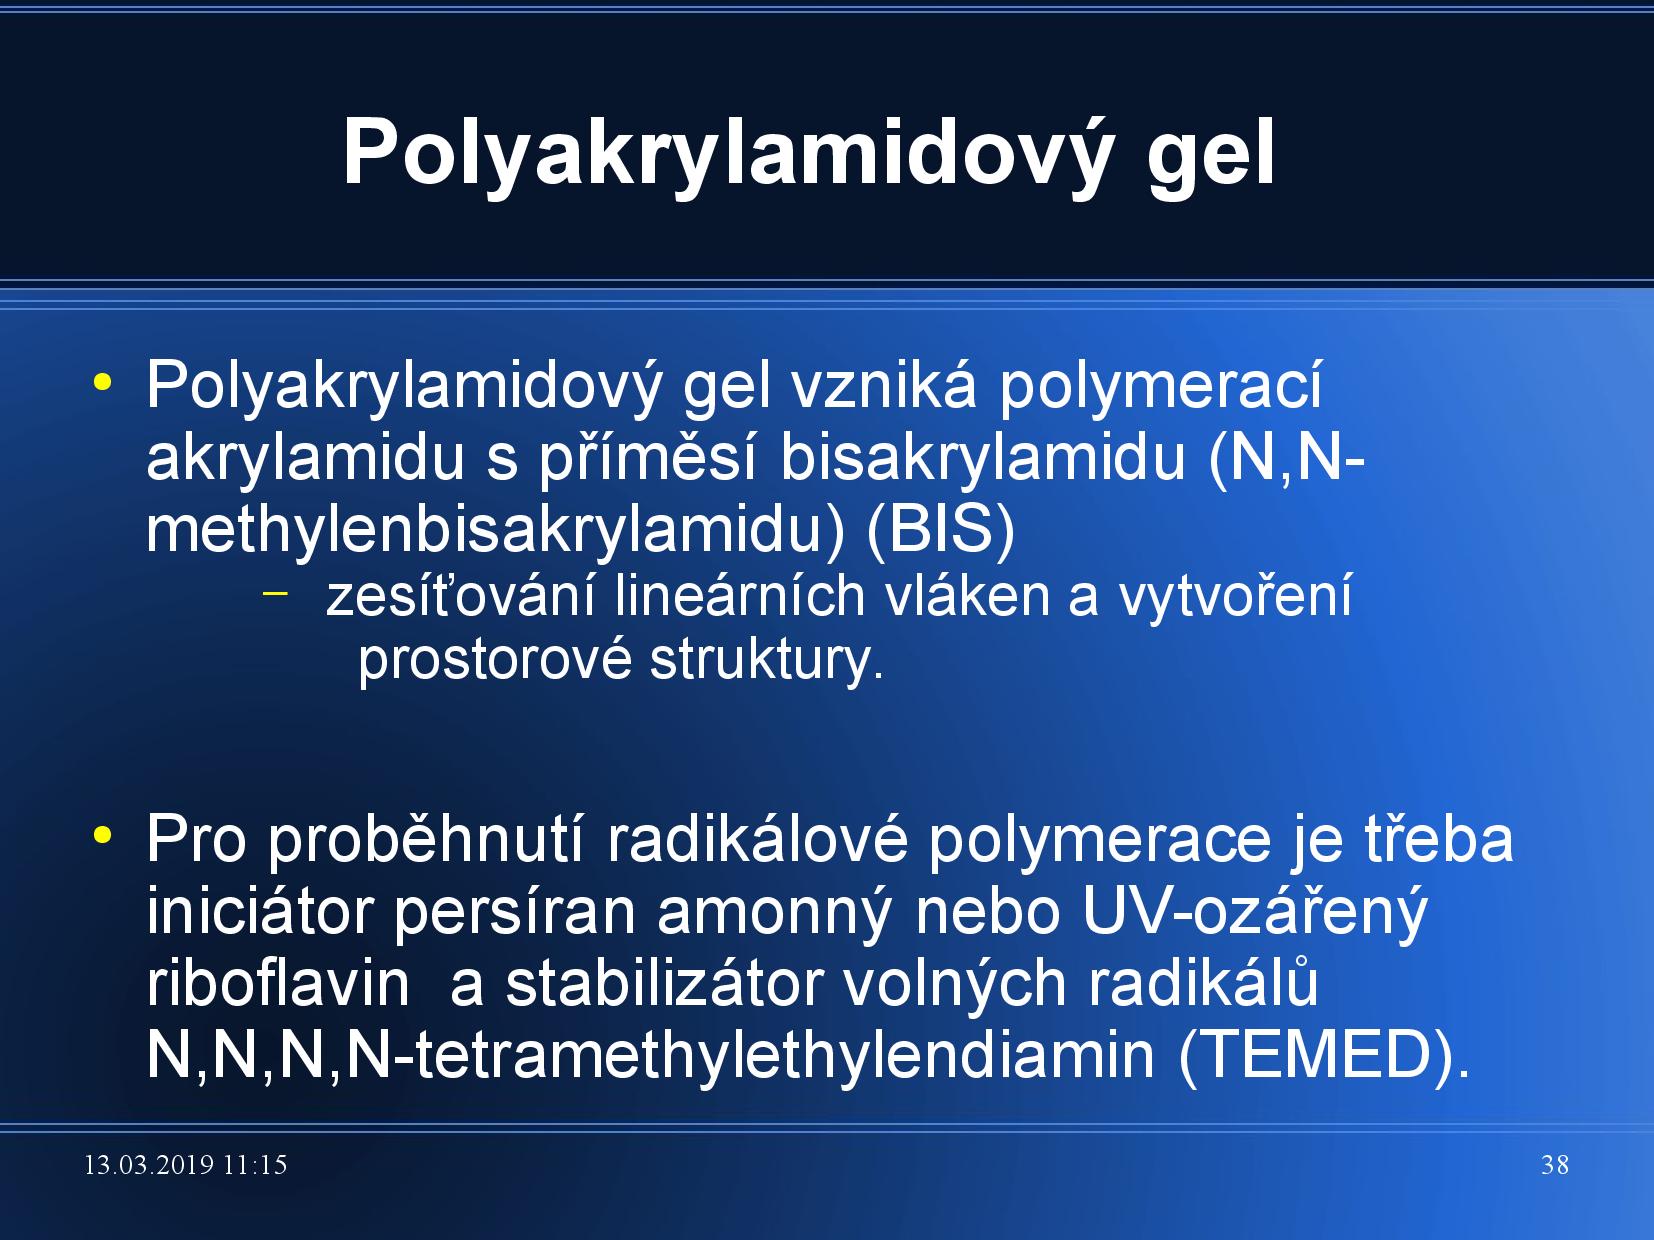 Polyakrylamidový gel
• Polyakrylamidový gel vzniká polymerací
akrylamidu s příměsí bisakrylamidu (N,N-
methylenbisakrylamidu) (BIS)
– zesíťování lineárních vláken a vytvoření
prostorové struktury.
• Pro proběhnutí radikálové polymerace je třeba
iniciátor persíran amonný nebo UV-ozářený
riboflavin  a stabilizátor volných radikálů
N,N,N,N-tetramethylethylendiamin (TEMED).
13.03.2019 11:15
38